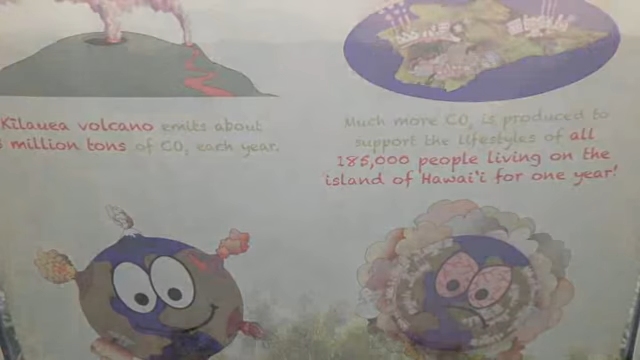 Kīlauea volcano emits about
million tons of CO₂ each year.
Much more CO₂ is produced to
support the lifestyles of all
185,000 people living on the
island of Hawai'i for one year!